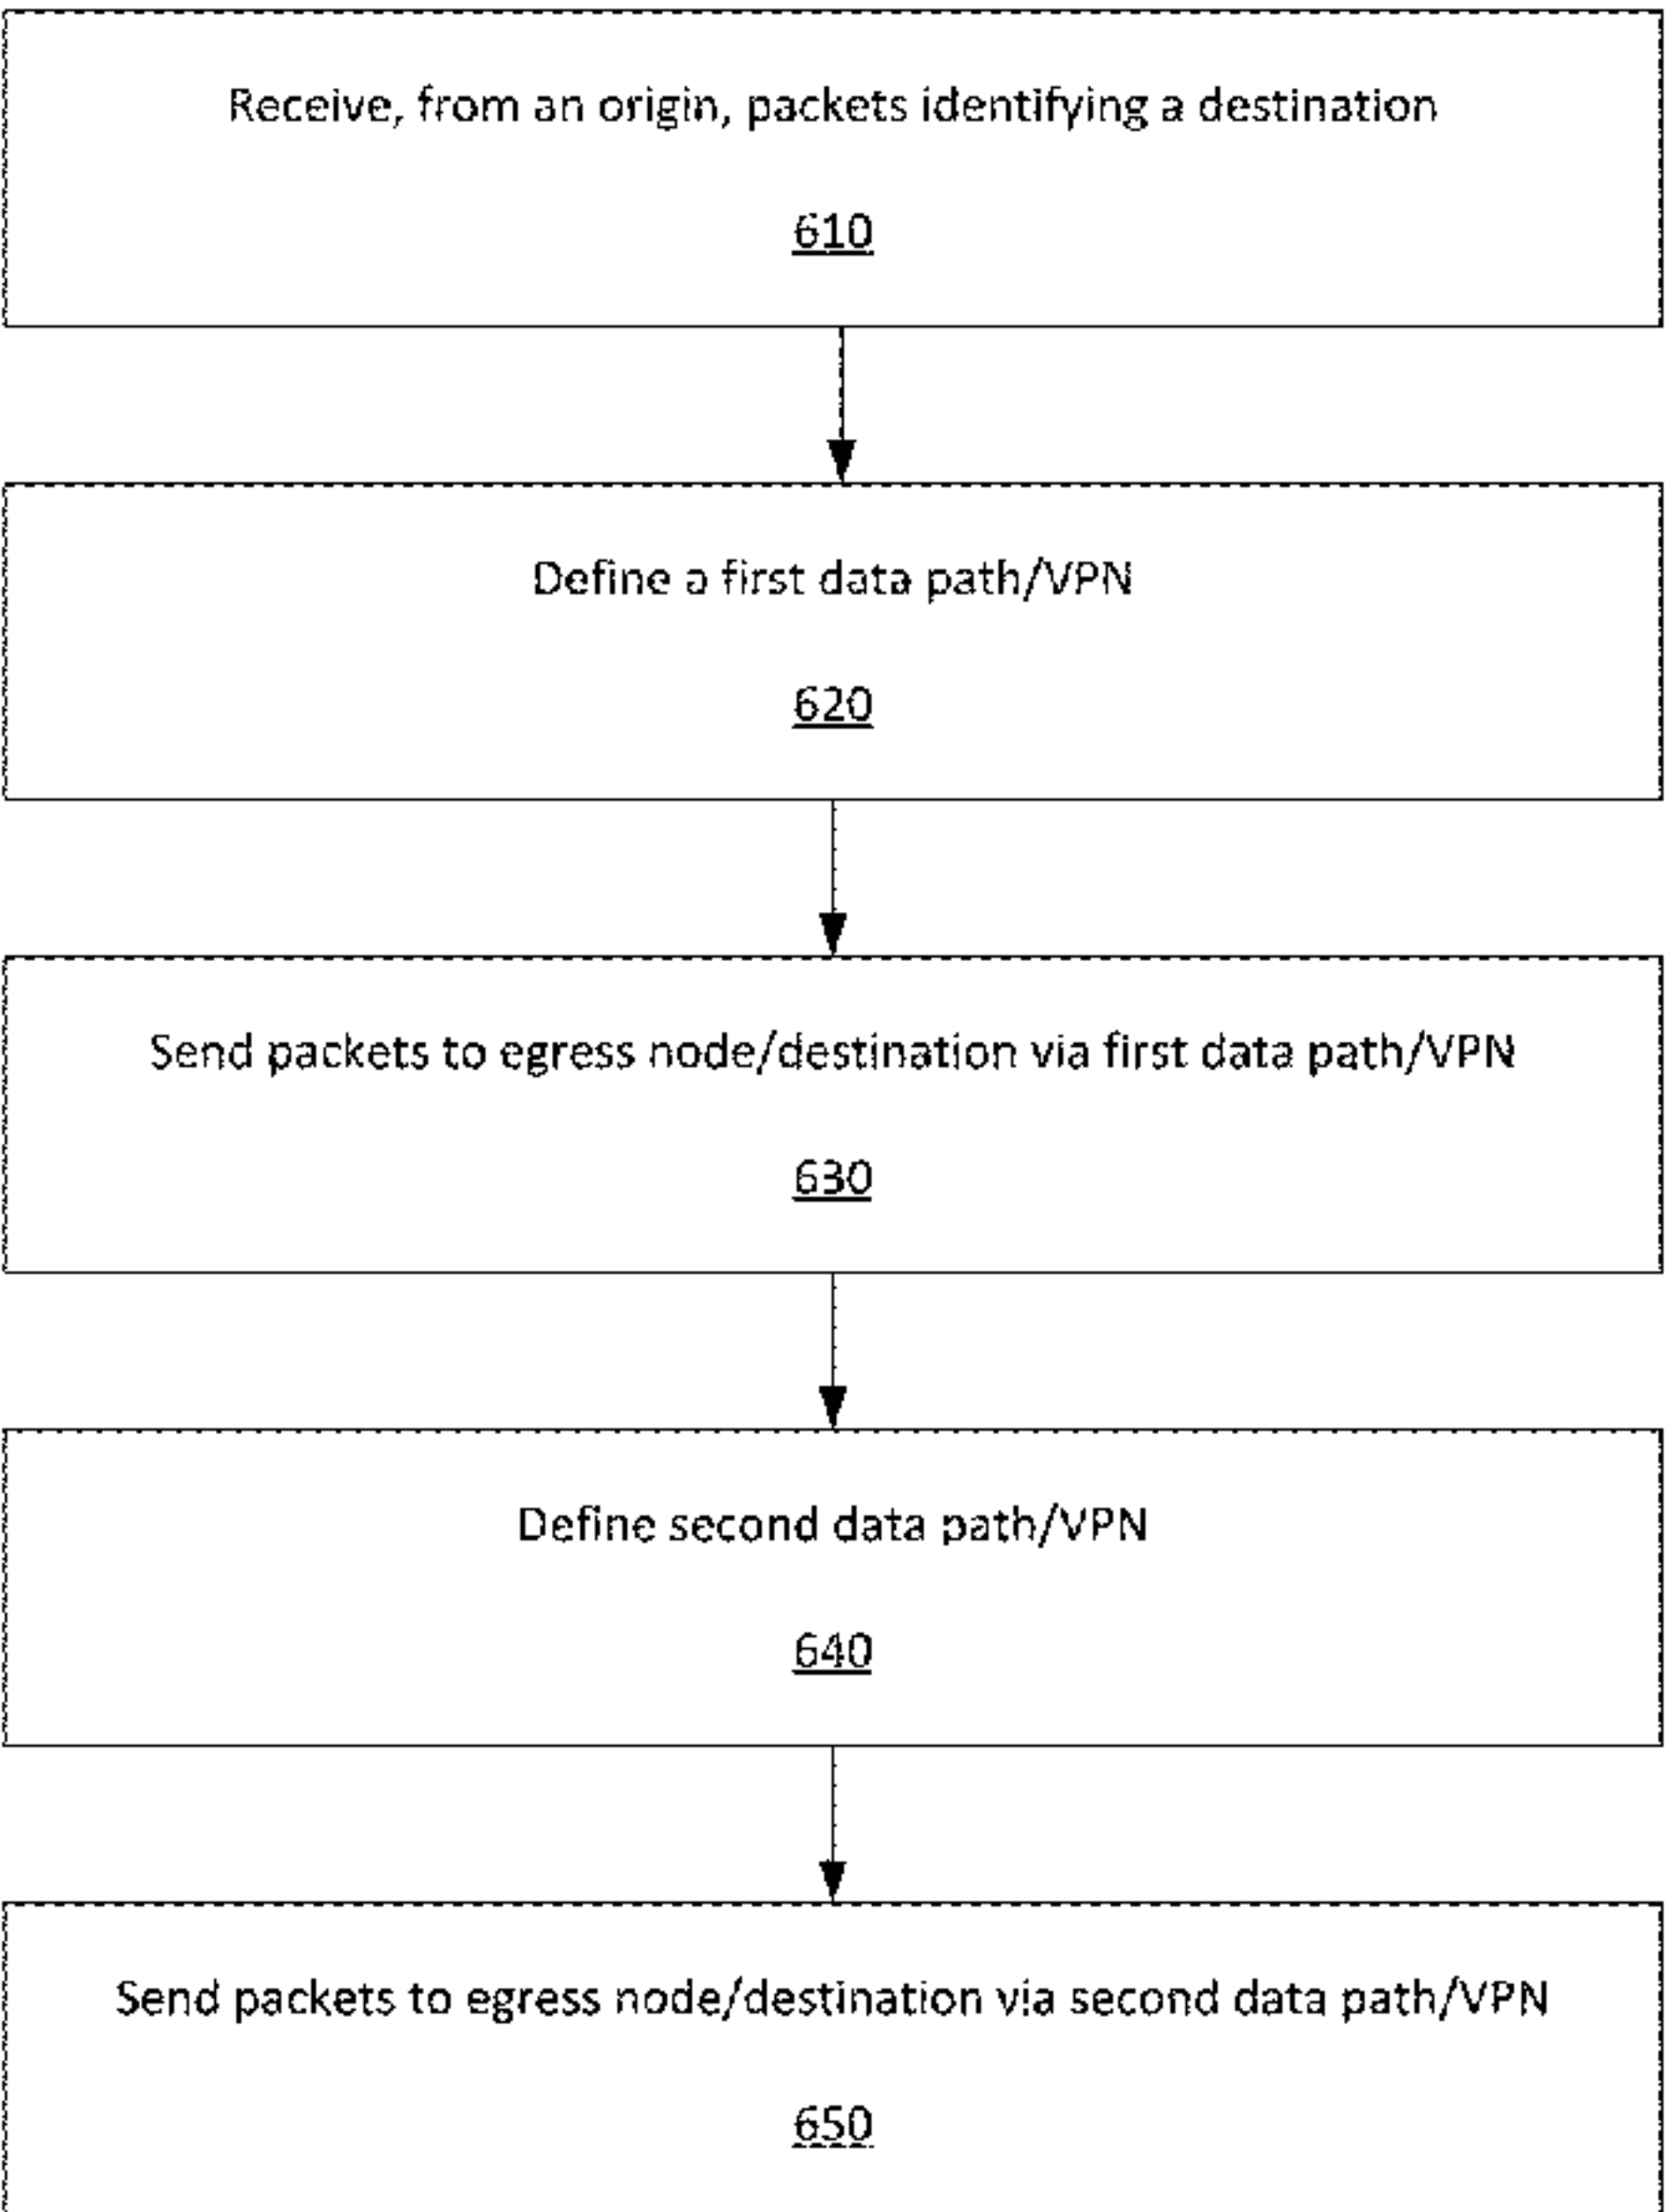 Receive, from an origin, packets identifying a destination
610
Define a first data path/VPN
620
Send packets to egress node/destination via first data path/VPN
630
Define second data path/VPN
640
Send packets to egress node/destination via second data path/VPN
650